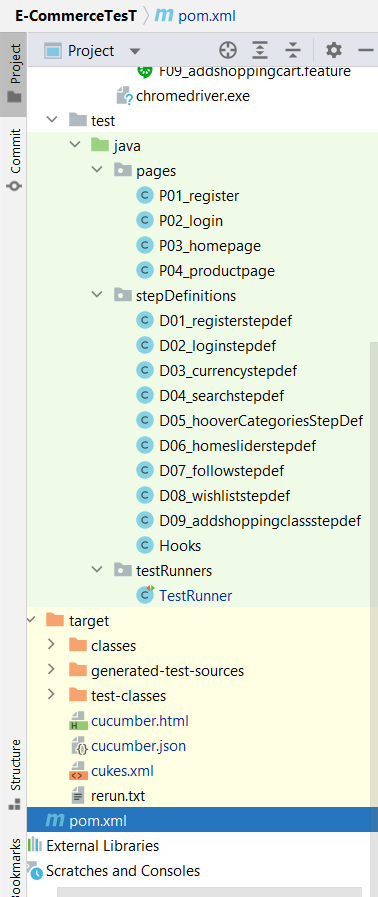 E-CommerceTesT
pom.xml
Project
Project
F09_addshoppingcart.feature
chromedriver.exe
Commit
test
java
pages
P01_register
P02_login
P03_homepage
P04_productpage
stepDefinitions
D01_registerstepdef
D02_loginstepdef
D03_currencystepdef
D04_searchstepdef
D05_hooverCategoriesStepDef
D06_homesliderstepdef
D07_followstepdef
D08_wishliststepdef
D09_addshoppingclassstepdef
Hooks
testRunners
TestRunner
target
classes
generated-test-sources
test-classes
cucumber.html
cucumber.json
cukes.xml
rerun.txt
Structure
pom.xml
External Libraries
Scratches and Consoles
Bookmarks